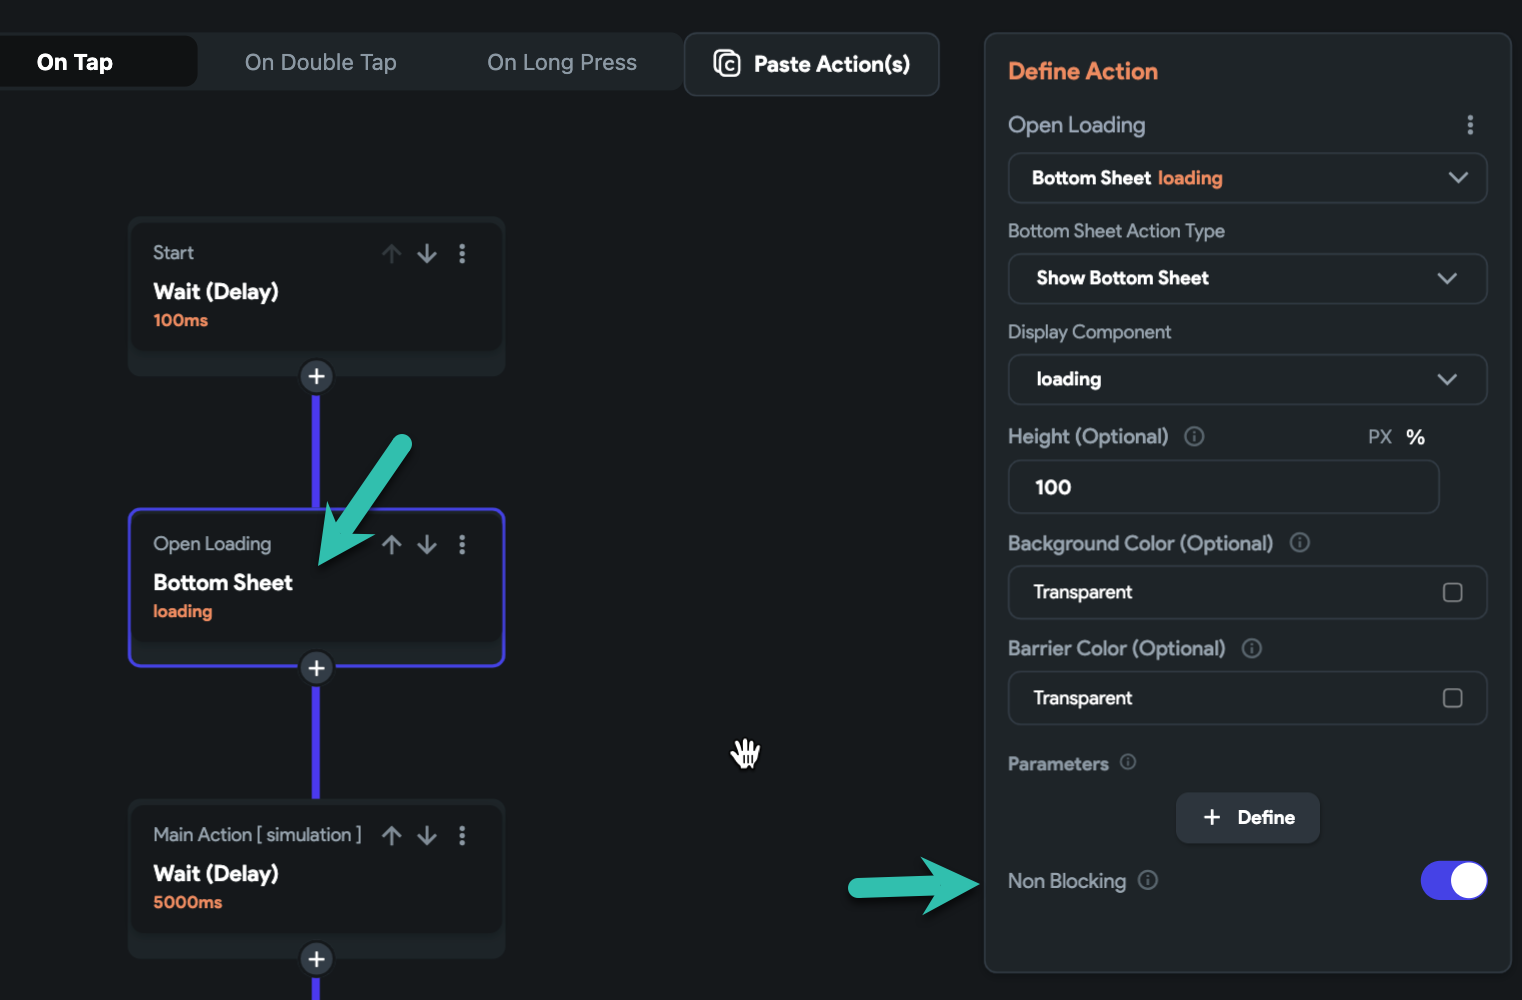 On Tap
On Double Tap
On Long Press
Paste Action(s)
Start
Wait (Delay)
100ms
Open Loading
Bottom Sheet
loading
Main Action [ simulation ]
Wait (Delay)
5000ms
Define Action
Open Loading
Bottom Sheet loading
Bottom Sheet Action Type
Show Bottom Sheet
Display Component
loading
Height (Optional)
PX %
100
Background Color (Optional)
Transparent
Barrier Color (Optional)
Transparent
Parameters
+ Define
Non Blocking